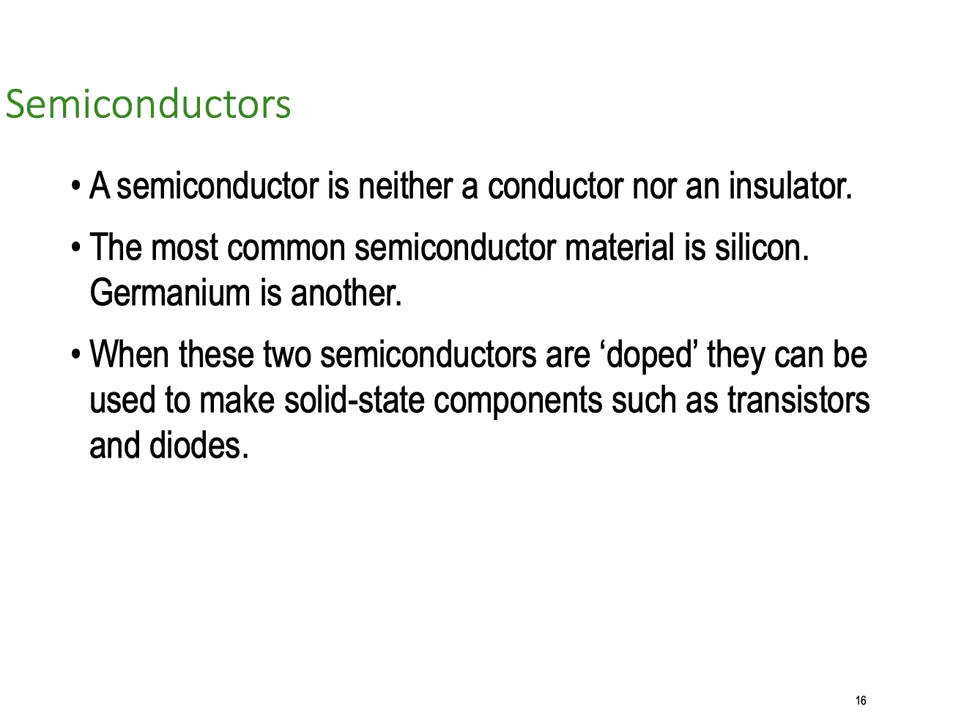 Semiconductors
• A semiconductor is neither a conductor nor an insulator.
• The most common semiconductor material is silicon.
Germanium is another.
• When these two semiconductors are ‘doped’ they can be
used to make solid-state components such as transistors
and diodes.
16